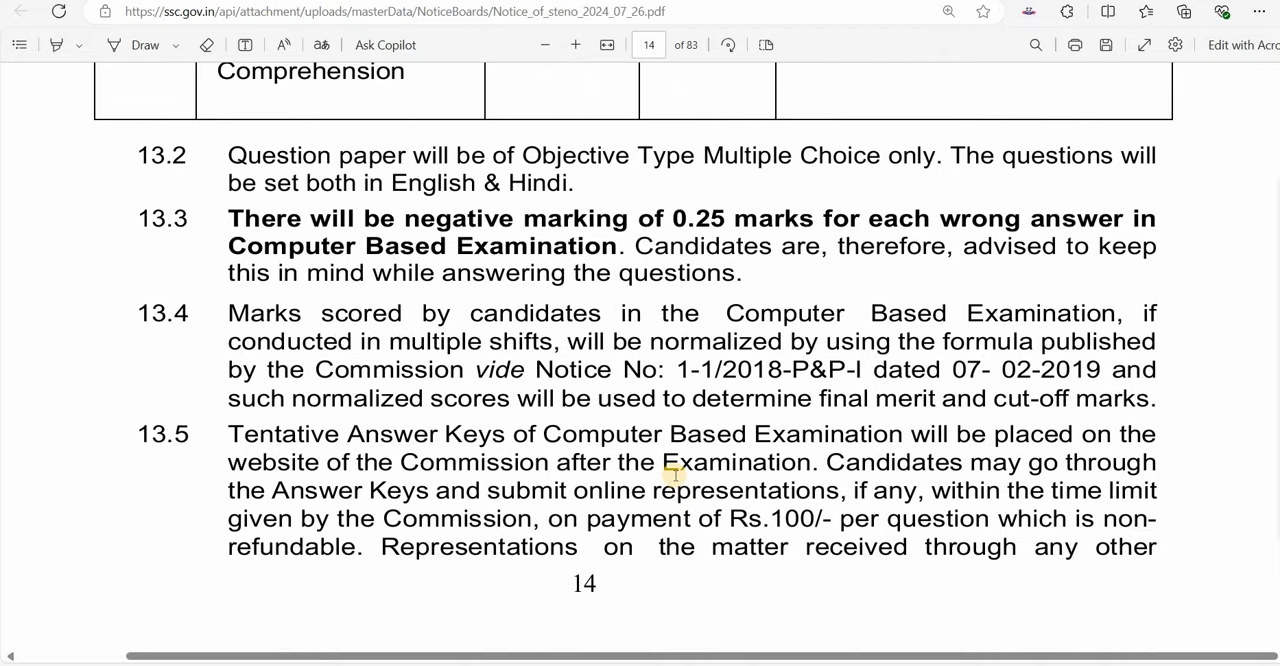 https://ssc.gov.in/api/attachment/uploads/masterData/NoticeBoards/Notice_of_steno_2024_07_26.pdf
Draw
Ask Copilot
14 of 83
Edit with Acro
Comprehension
13.2 Question paper will be of Objective Type Multiple Choice only. The questions will
be set both in English & Hindi.
13.3 There will be negative marking of 0.25 marks for each wrong answer in
Computer Based Examination. Candidates are, therefore, advised to keep
this in mind while answering the questions.
13.4 Marks scored by candidates in the Computer Based Examination, if
conducted in multiple shifts, will be normalized by using the formula published
by the Commission vide Notice No: 1-1/2018-P&P-I dated 07- 02-2019 and
such normalized scores will be used to determine final merit and cut-off marks.
13.5 Tentative Answer Keys of Computer Based Examination will be placed on the
website of the Commission after the Examination. Candidates may go through
the Answer Keys and submit online representations, if any, within the time limit
given by the Commission, on payment of Rs.100/- per question which is non-
refundable. Representations on the matter received through any other
14